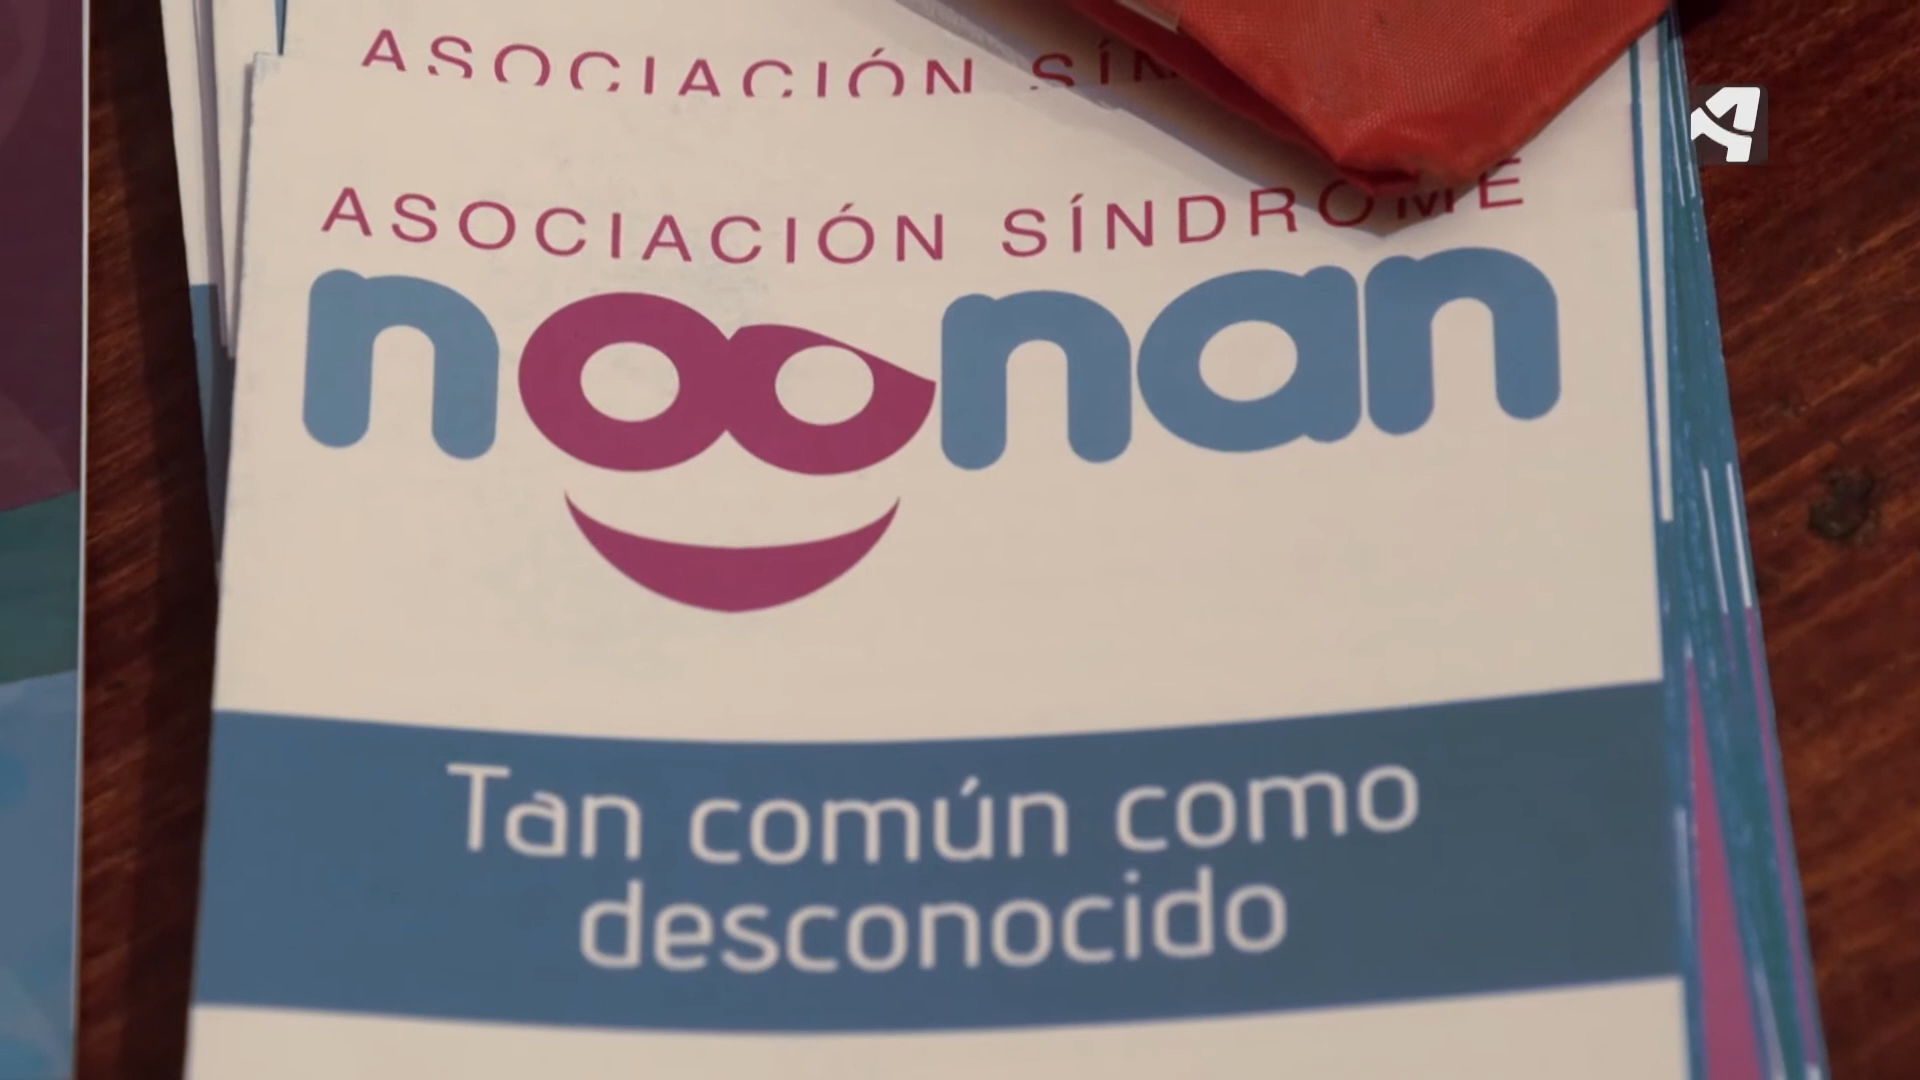 ASOCIACIÓN SÍN
ASOCIACIÓN SÍNDROME
noonan
Tan común como
desconocido